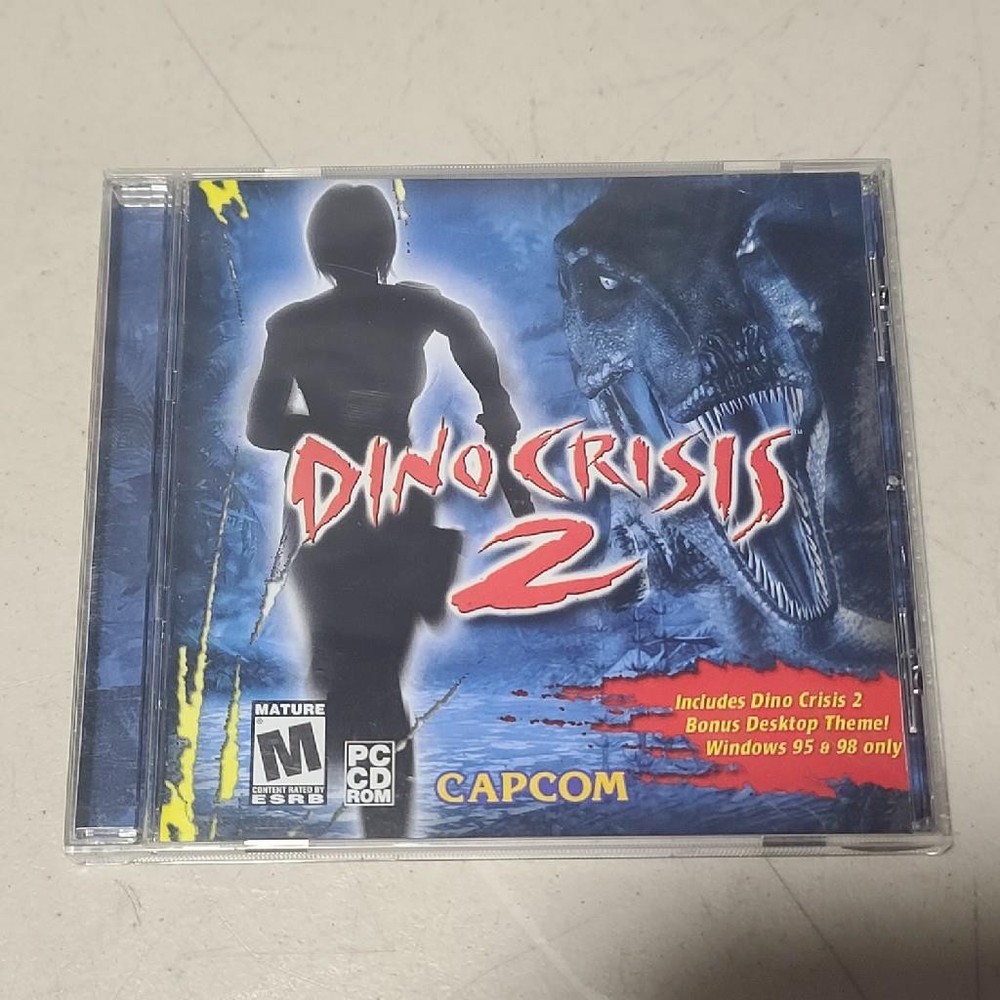 DINO CRISIS™
2
Includes Dino Crisis 2
Bonus Desktop Theme!
Windows 95 & 98 only
MATURE
M®
CONTENT RATED BY
ESRB
PC
CD
ROM
CAPCOM